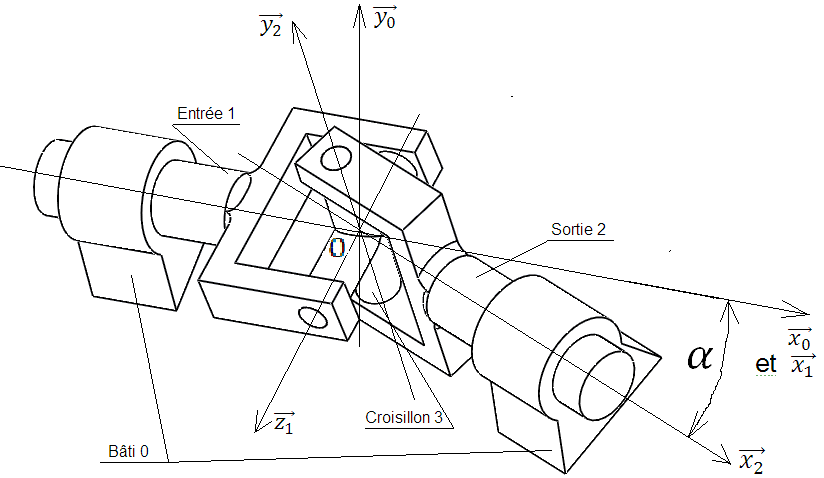 y₂
y₀
Entrée 1
Sortie 2
O
x₀
α
et x₁
z₁
Croisillon 3
Bâti 0
x₂